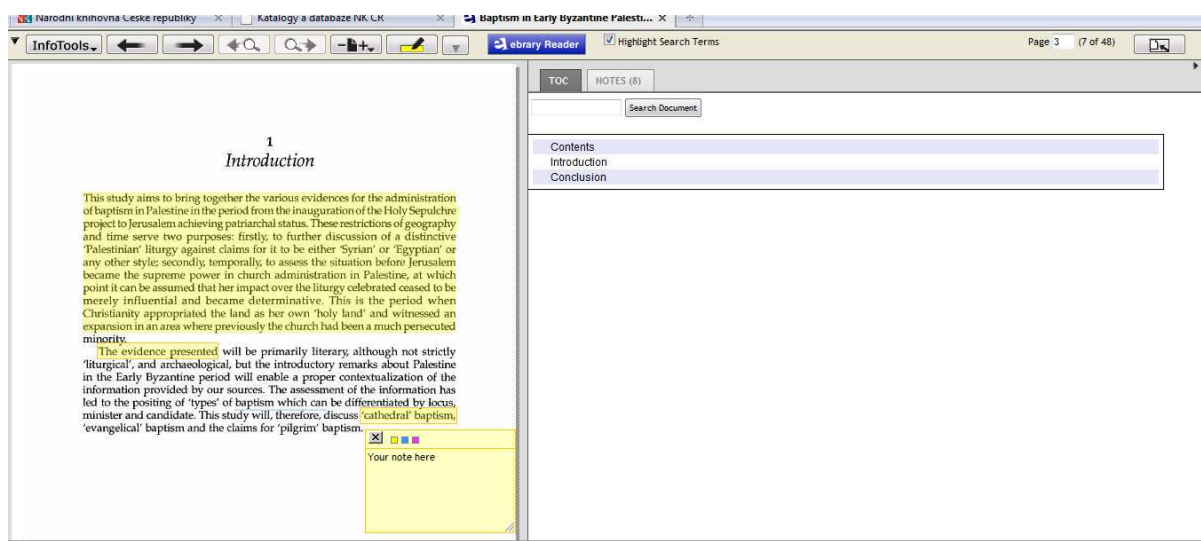 Národní knihovna České republiky
Katalogy a databáze NK ČR
Baptism in Early Byzantine Palesti...
InfoTools
ebrary Reader
Highlight Search Terms
Page 3 (7 of 48)
TOC
NOTES (8)
Search Document
Contents
Introduction
Conclusion
1
Introduction
This study aims to bring together the various evidences for the administration
of baptism in Palestine in the period from the inauguration of the Holy Sepulchre
project to Jerusalem achieving patriarchal status. These restrictions of geography
and time serve two purposes: firstly, to further discussion of a distinctive
‘Palestinian’ liturgy against claims for it to be either ‘Syrian’ or ‘Egyptian’ or
any other style; secondly, temporally, to assess the situation before Jerusalem
became the supreme power in church administration in Palestine, at which
point it can be assumed that her impact over the liturgy celebrated ceased to be
merely influential and became determinative. This is the period when
Christianity appropriated the land as her own ‘holy land’ and witnessed an
expansion in an area where previously the church had been a much persecuted
minority.
The evidence presented will be primarily literary, although not strictly
‘liturgical’, and archaeological, but the introductory remarks about Palestine
in the Early Byzantine period will enable a proper contextualization of the
information provided by our sources. The assessment of the information has
led to the positing of ‘types’ of baptism which can be differentiated by locus,
minister and candidate. This study will, therefore, discuss ‘cathedral’ baptism,
‘evangelical’ baptism and the claims for ‘pilgrim’ baptism.
Your note here